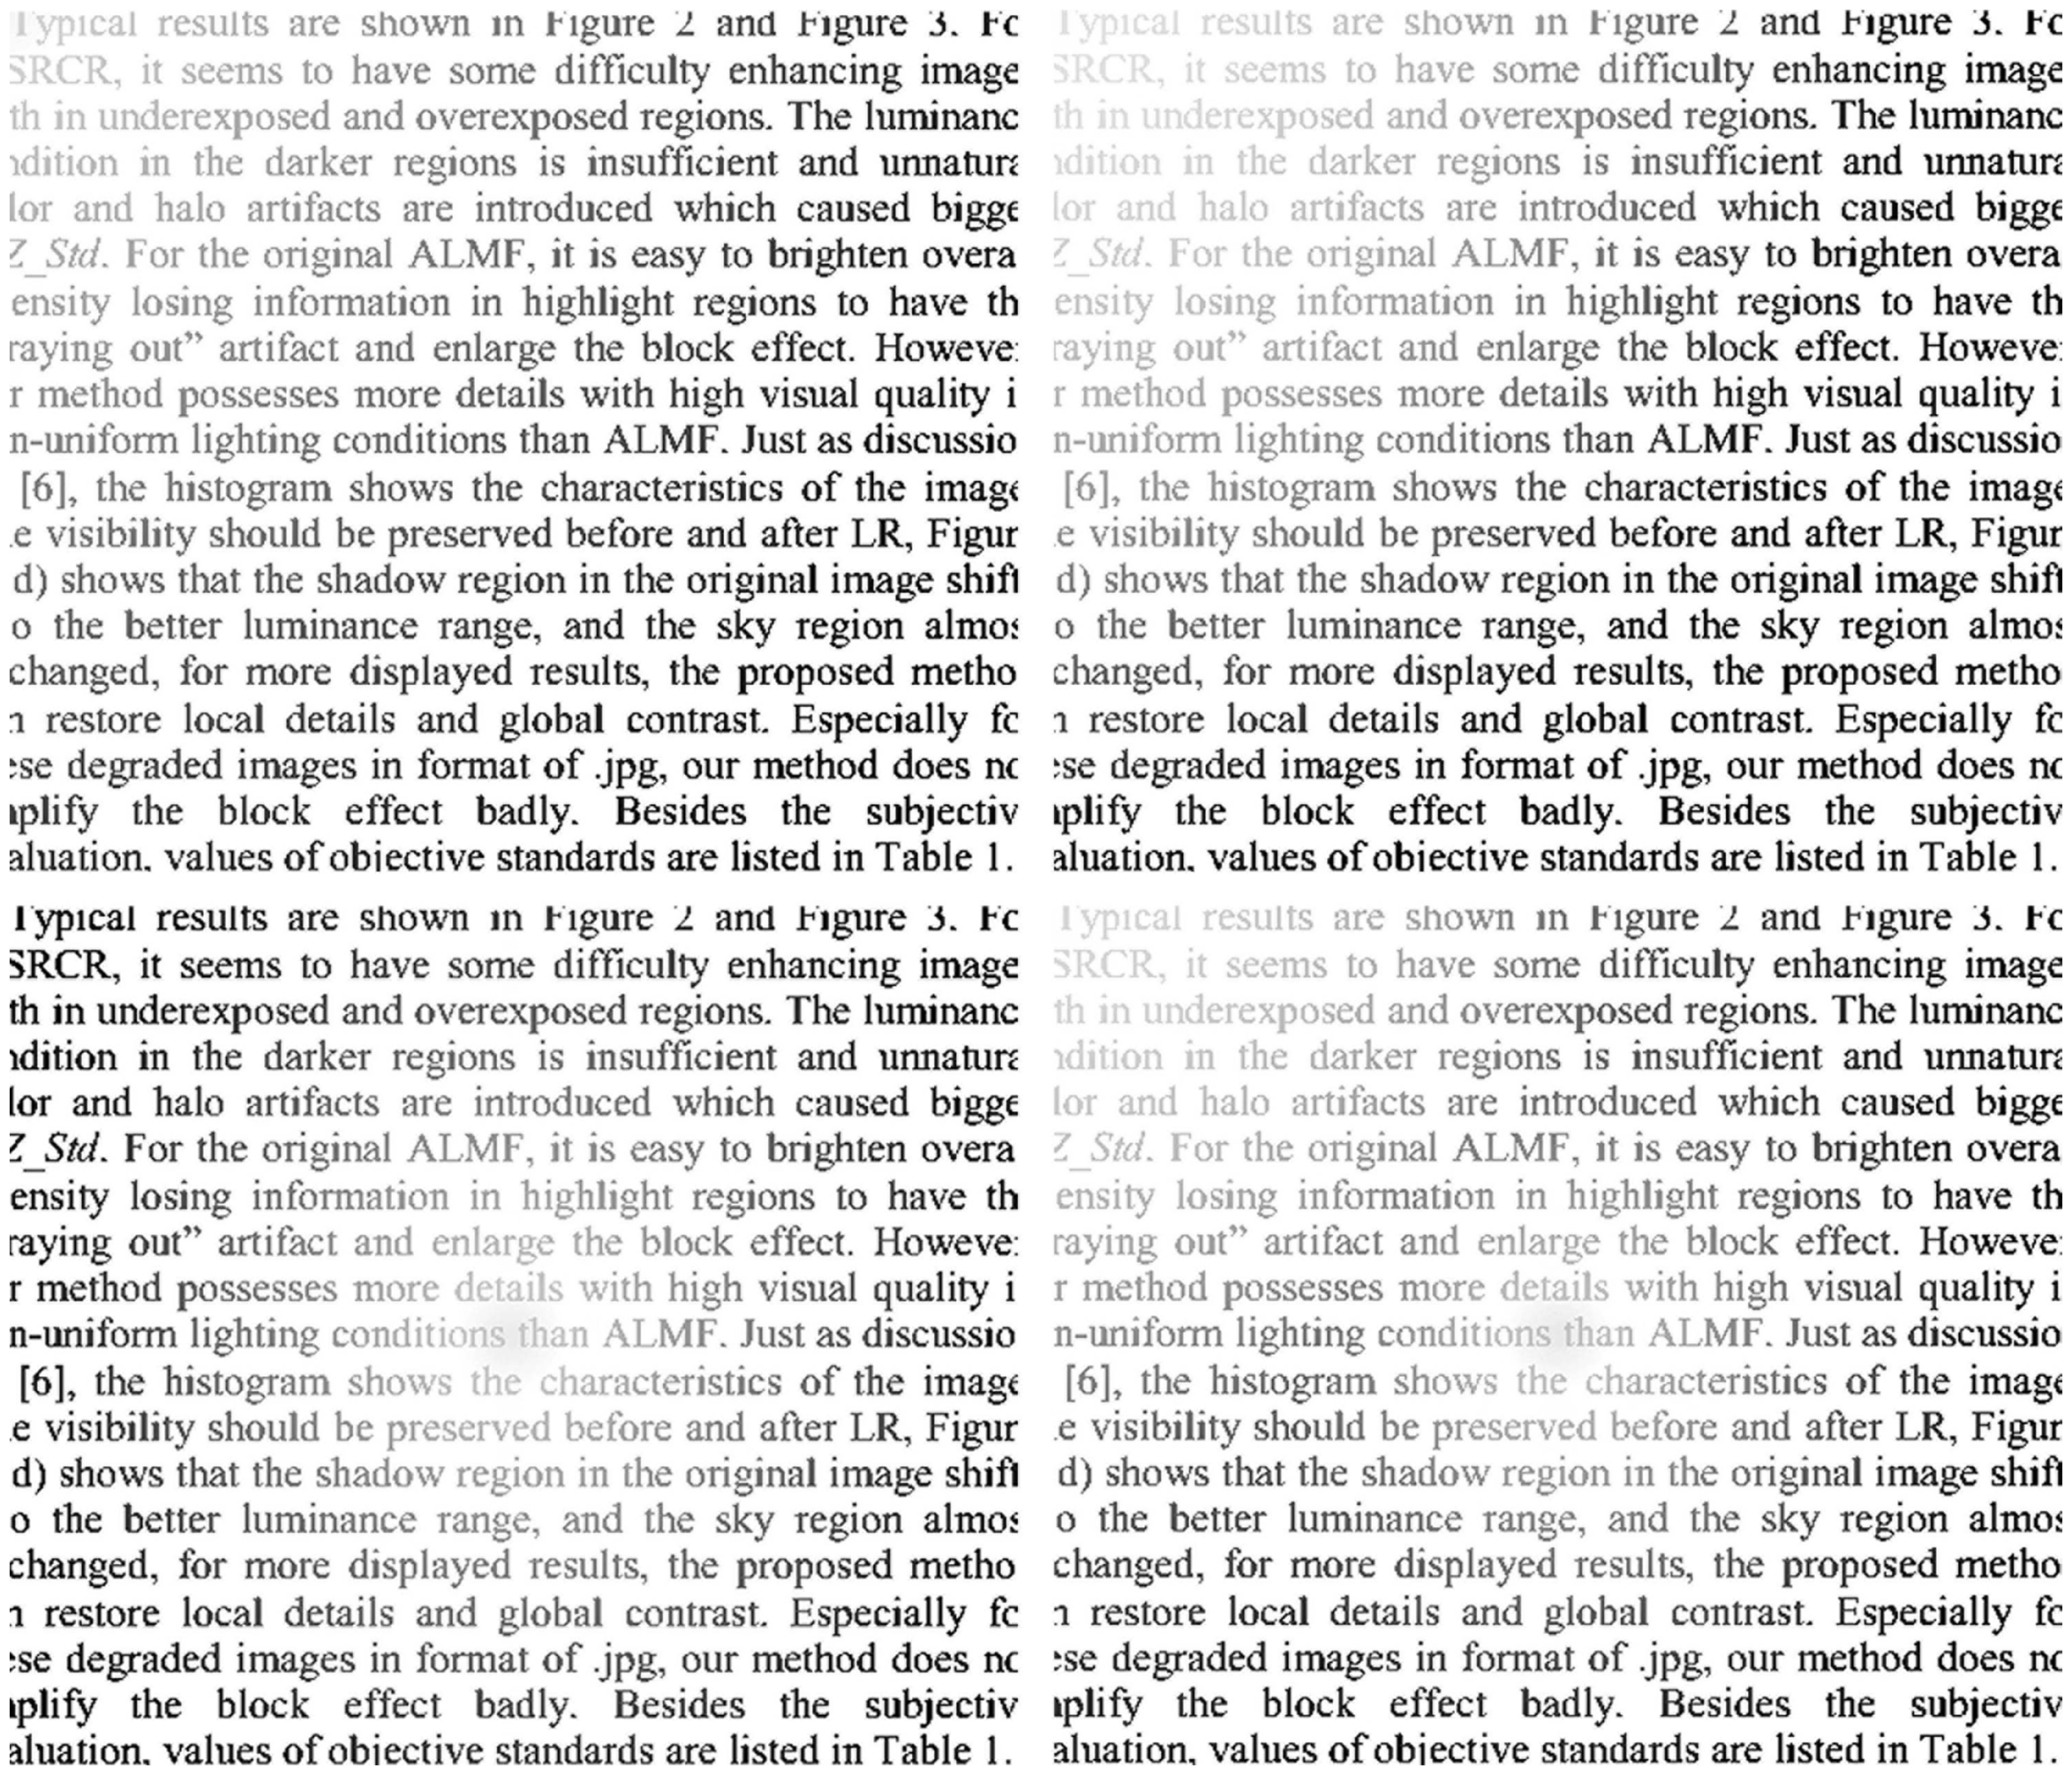 Typical results are shown in Figure 2 and Figure 3. Fo
SRCR, it seems to have some difficulty enhancing image
th in underexposed and overexposed regions. The luminanc
ndition in the darker regions is insufficient and unnatura
lor and halo artifacts are introduced which caused bigge
Z_Std. For the original ALMF, it is easy to brighten overa
ensity losing information in highlight regions to have th
raying out” artifact and enlarge the block effect. Howeve
r method possesses more details with high visual quality i
n-uniform lighting conditions than ALMF. Just as discussio
[6], the histogram shows the characteristics of the image
e visibility should be preserved before and after LR, Figur
d) shows that the shadow region in the original image shift
o the better luminance range, and the sky region almos
changed, for more displayed results, the proposed metho
n restore local details and global contrast. Especially fo
ese degraded images in format of .jpg, our method does no
plify the block effect badly. Besides the subjectiv
aluation, values of objective standards are listed in Table 1.
Typical results are shown in Figure 2 and Figure 3. Fo
SRCR, it seems to have some difficulty enhancing image
th in underexposed and overexposed regions. The luminanc
ndition in the darker regions is insufficient and unnatura
lor and halo artifacts are introduced which caused bigge
Z_Std. For the original ALMF, it is easy to brighten overa
ensity losing information in highlight regions to have th
raying out” artifact and enlarge the block effect. Howeve
r method possesses more details with high visual quality i
n-uniform lighting conditions than ALMF. Just as discussio
[6], the histogram shows the characteristics of the image
e visibility should be preserved before and after LR, Figur
d) shows that the shadow region in the original image shift
o the better luminance range, and the sky region almos
changed, for more displayed results, the proposed metho
n restore local details and global contrast. Especially fo
ese degraded images in format of .jpg, our method does no
plify the block effect badly. Besides the subjectiv
aluation, values of objective standards are listed in Table 1.
Typical results are shown in Figure 2 and Figure 3. Fo
SRCR, it seems to have some difficulty enhancing image
th in underexposed and overexposed regions. The luminanc
ndition in the darker regions is insufficient and unnatura
lor and halo artifacts are introduced which caused bigge
Z_Std. For the original ALMF, it is easy to brighten overa
ensity losing information in highlight regions to have th
raying out” artifact and enlarge the block effect. Howeve
r method possesses more details with high visual quality i
n-uniform lighting conditions than ALMF. Just as discussio
[6], the histogram shows the characteristics of the image
e visibility should be preserved before and after LR, Figur
d) shows that the shadow region in the original image shift
o the better luminance range, and the sky region almos
changed, for more displayed results, the proposed metho
n restore local details and global contrast. Especially fo
ese degraded images in format of .jpg, our method does no
plify the block effect badly. Besides the subjectiv
aluation, values of objective standards are listed in Table 1.
Typical results are shown in Figure 2 and Figure 3. Fo
SRCR, it seems to have some difficulty enhancing image
th in underexposed and overexposed regions. The luminanc
ndition in the darker regions is insufficient and unnatura
lor and halo artifacts are introduced which caused bigge
Z_Std. For the original ALMF, it is easy to brighten overa
ensity losing information in highlight regions to have th
raying out” artifact and enlarge the block effect. Howeve
r method possesses more details with high visual quality i
n-uniform lighting conditions than ALMF. Just as discussio
[6], the histogram shows the characteristics of the image
e visibility should be preserved before and after LR, Figur
d) shows that the shadow region in the original image shift
o the better luminance range, and the sky region almos
changed, for more displayed results, the proposed metho
n restore local details and global contrast. Especially fo
ese degraded images in format of .jpg, our method does no
plify the block effect badly. Besides the subjectiv
aluation, values of objective standards are listed in Table 1.